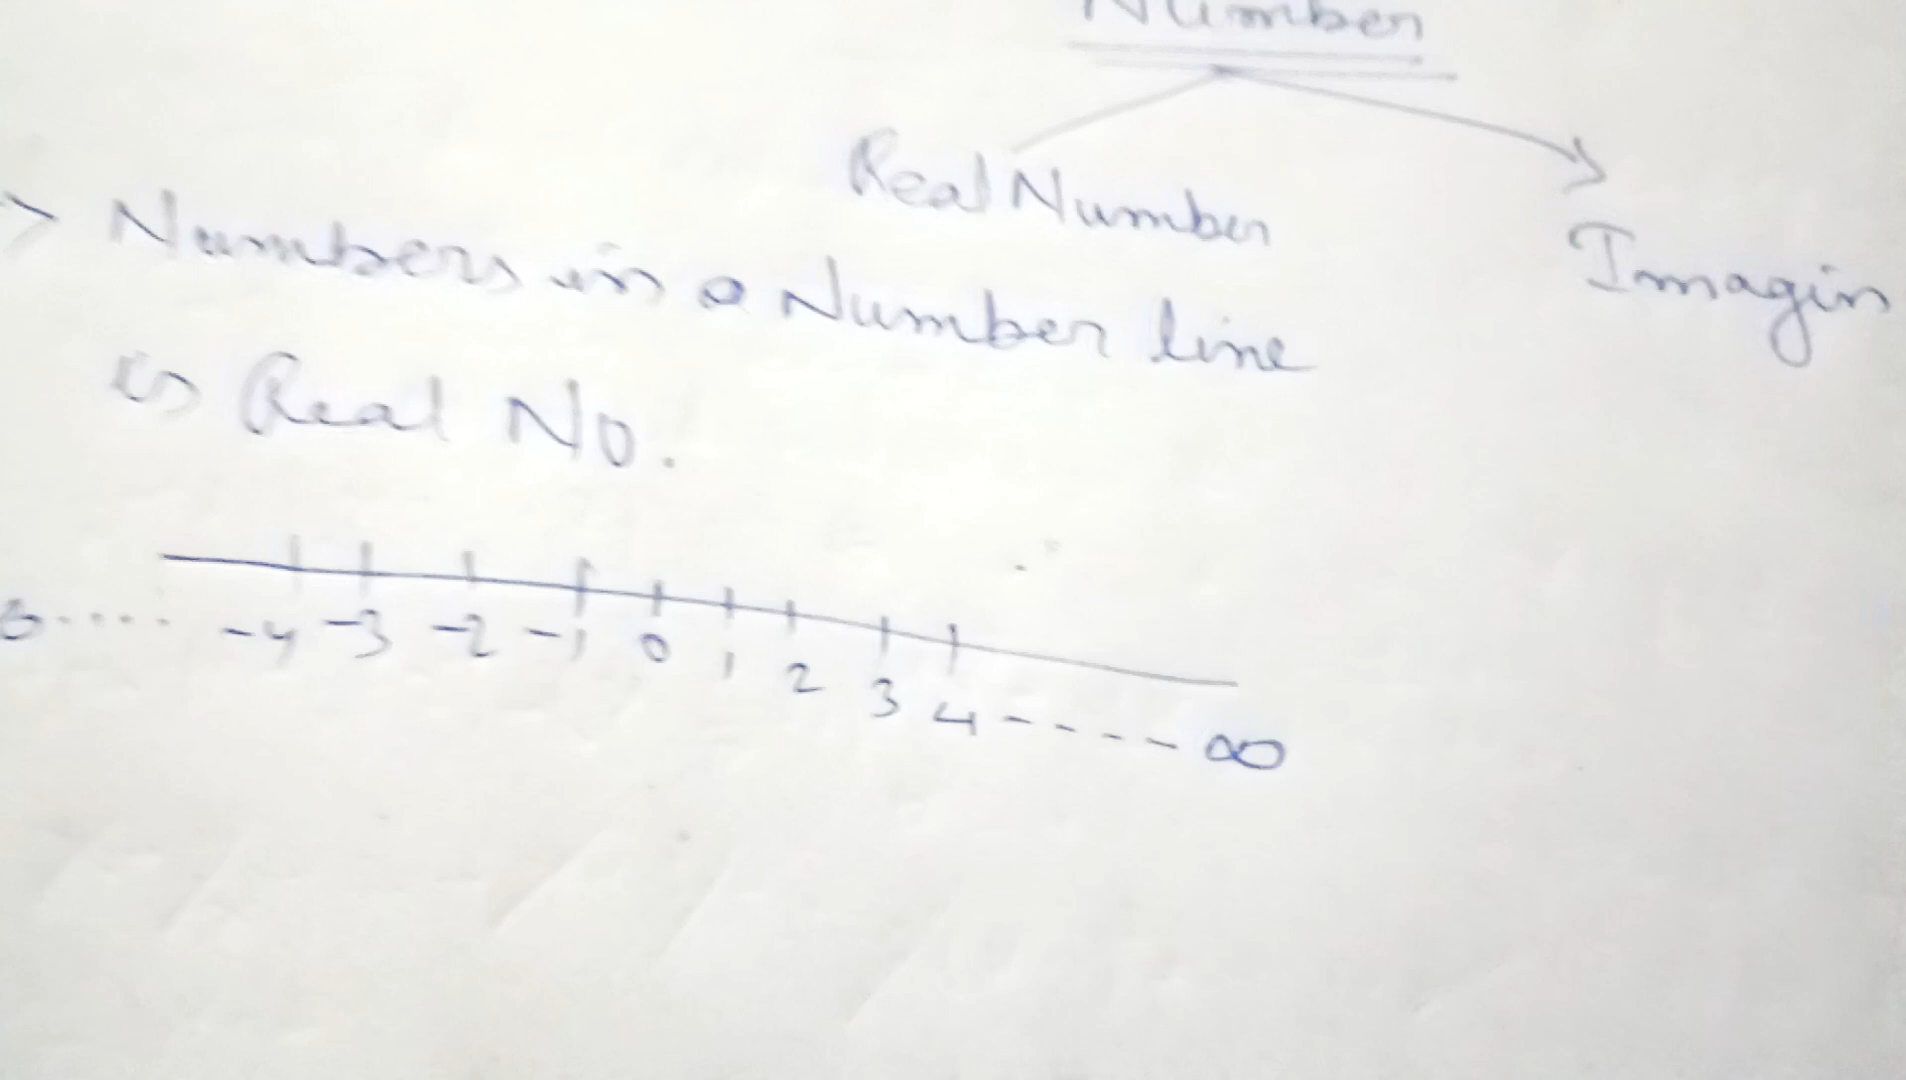 Number
Real Number
Imagin
> Numbers in a Number line
is Real No.
..... -4 -3 -2 -1 0 1 2 3 4 ----- ∞